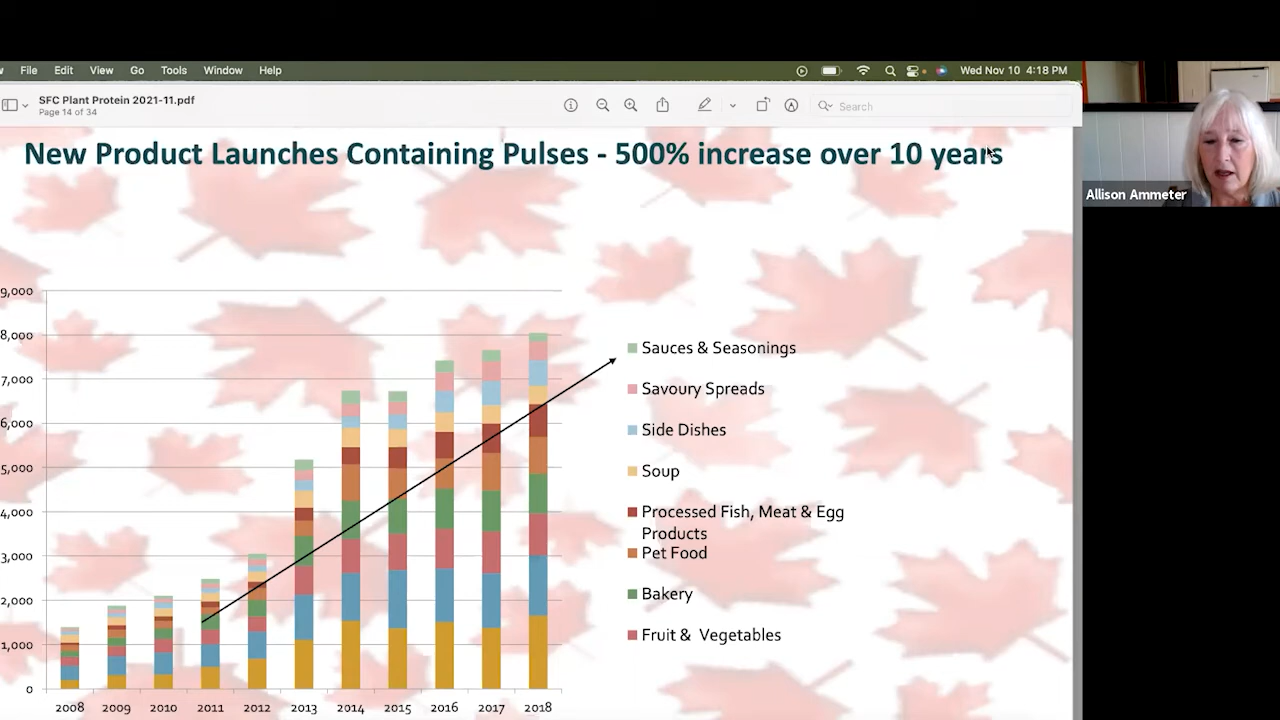 File Edit View Go Tools Window Help
Wed Nov 10 4:18 PM
SFC Plant Protein 2021-11.pdf
Page 14 of 34
Search
New Product Launches Containing Pulses - 500% increase over 10 years
Allison Ammeter
9,000
8,000
7,000
6,000
5,000
4,000
3,000
2,000
1,000
0
2008 2009 2010 2011 2012 2013 2014 2015 2016 2017 2018
Sauces & Seasonings
Savoury Spreads
Side Dishes
Soup
Processed Fish, Meat & Egg
Products
Pet Food
Bakery
Fruit & Vegetables